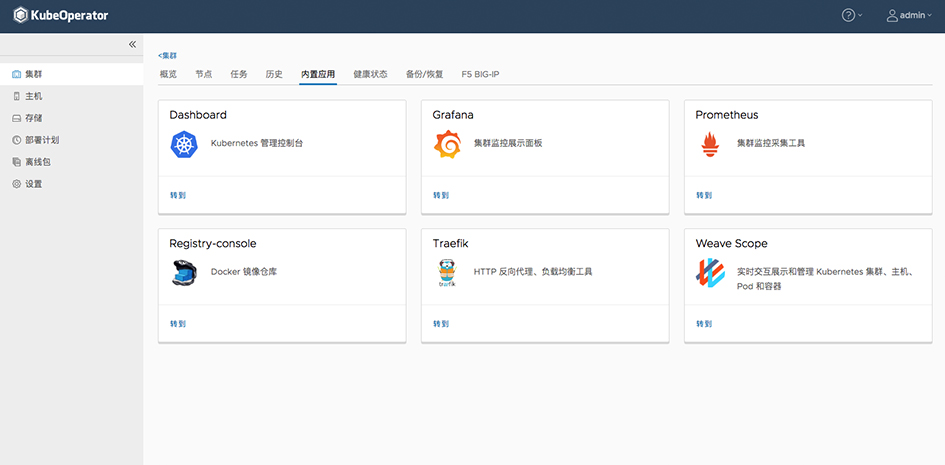 KubeOperator
admin
集群
主机
存储
部署计划
离线包
设置
<集群
概览 节点 任务 历史 内置应用 健康状态 备份/恢复 F5 BIG-IP
Dashboard
Kubernetes 管理控制台
转到
Grafana
集群监控展示面板
转到
Prometheus
集群监控采集工具
转到
Registry-console
Docker 镜像仓库
转到
Traefik
træfik
HTTP 反向代理、负载均衡工具
转到
Weave Scope
实时交互展示和管理 Kubernetes 集群、主机、
Pod 和容器
转到